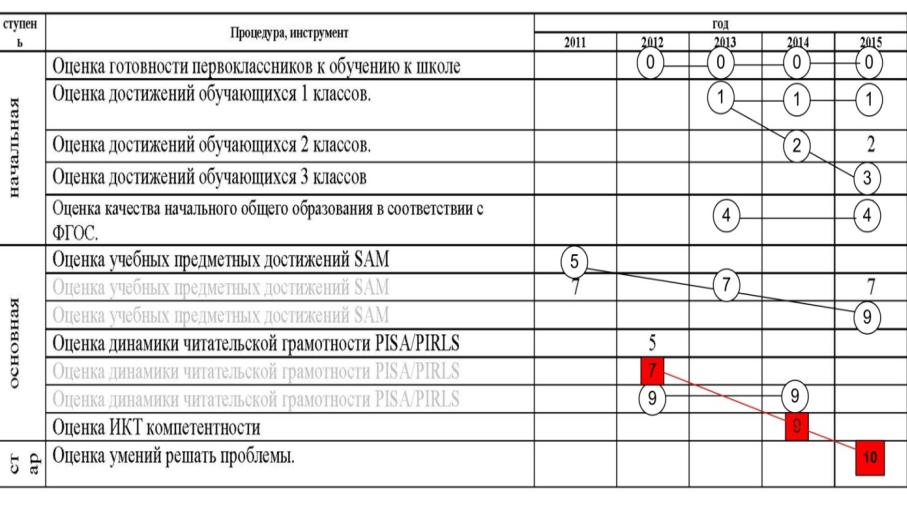 ступен
ь
Процедура, инструмент
год
2011 2012 2013 2014 2015
начальная
Оценка готовности первоклассников к обучению к школе 0 0 0 0
Оценка достижений обучающихся 1 классов. 1 1 1
Оценка достижений обучающихся 2 классов. 2 2
Оценка достижений обучающихся 3 классов 3
Оценка качества начального общего образования в соответствии с
ФГОС. 4 4
основная
Оценка учебных предметных достижений SAM 5
Оценка учебных предметных достижений SAM 7 7 7
Оценка учебных предметных достижений SAM 9
Оценка динамики читательской грамотности PISA/PIRLS 5
Оценка динамики читательской грамотности PISA/PIRLS 7
Оценка динамики читательской грамотности PISA/PIRLS 9 9
Оценка ИКТ компетентности 9
ст
ар
Оценка умений решать проблемы. 10